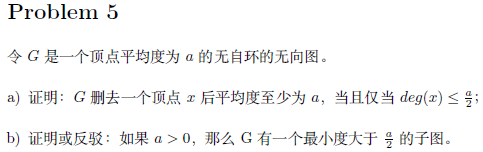 Problem 5
令 G 是一个顶点平均度为 a 的无自环的无向图。
a) 证明：G 删去一个顶点 x 后平均度至少为 a，当且仅当 deg(x) ≤ a/2；
b) 证明或反驳：如果 a > 0，那么 G 有一个最小度大于 a/2 的子图。